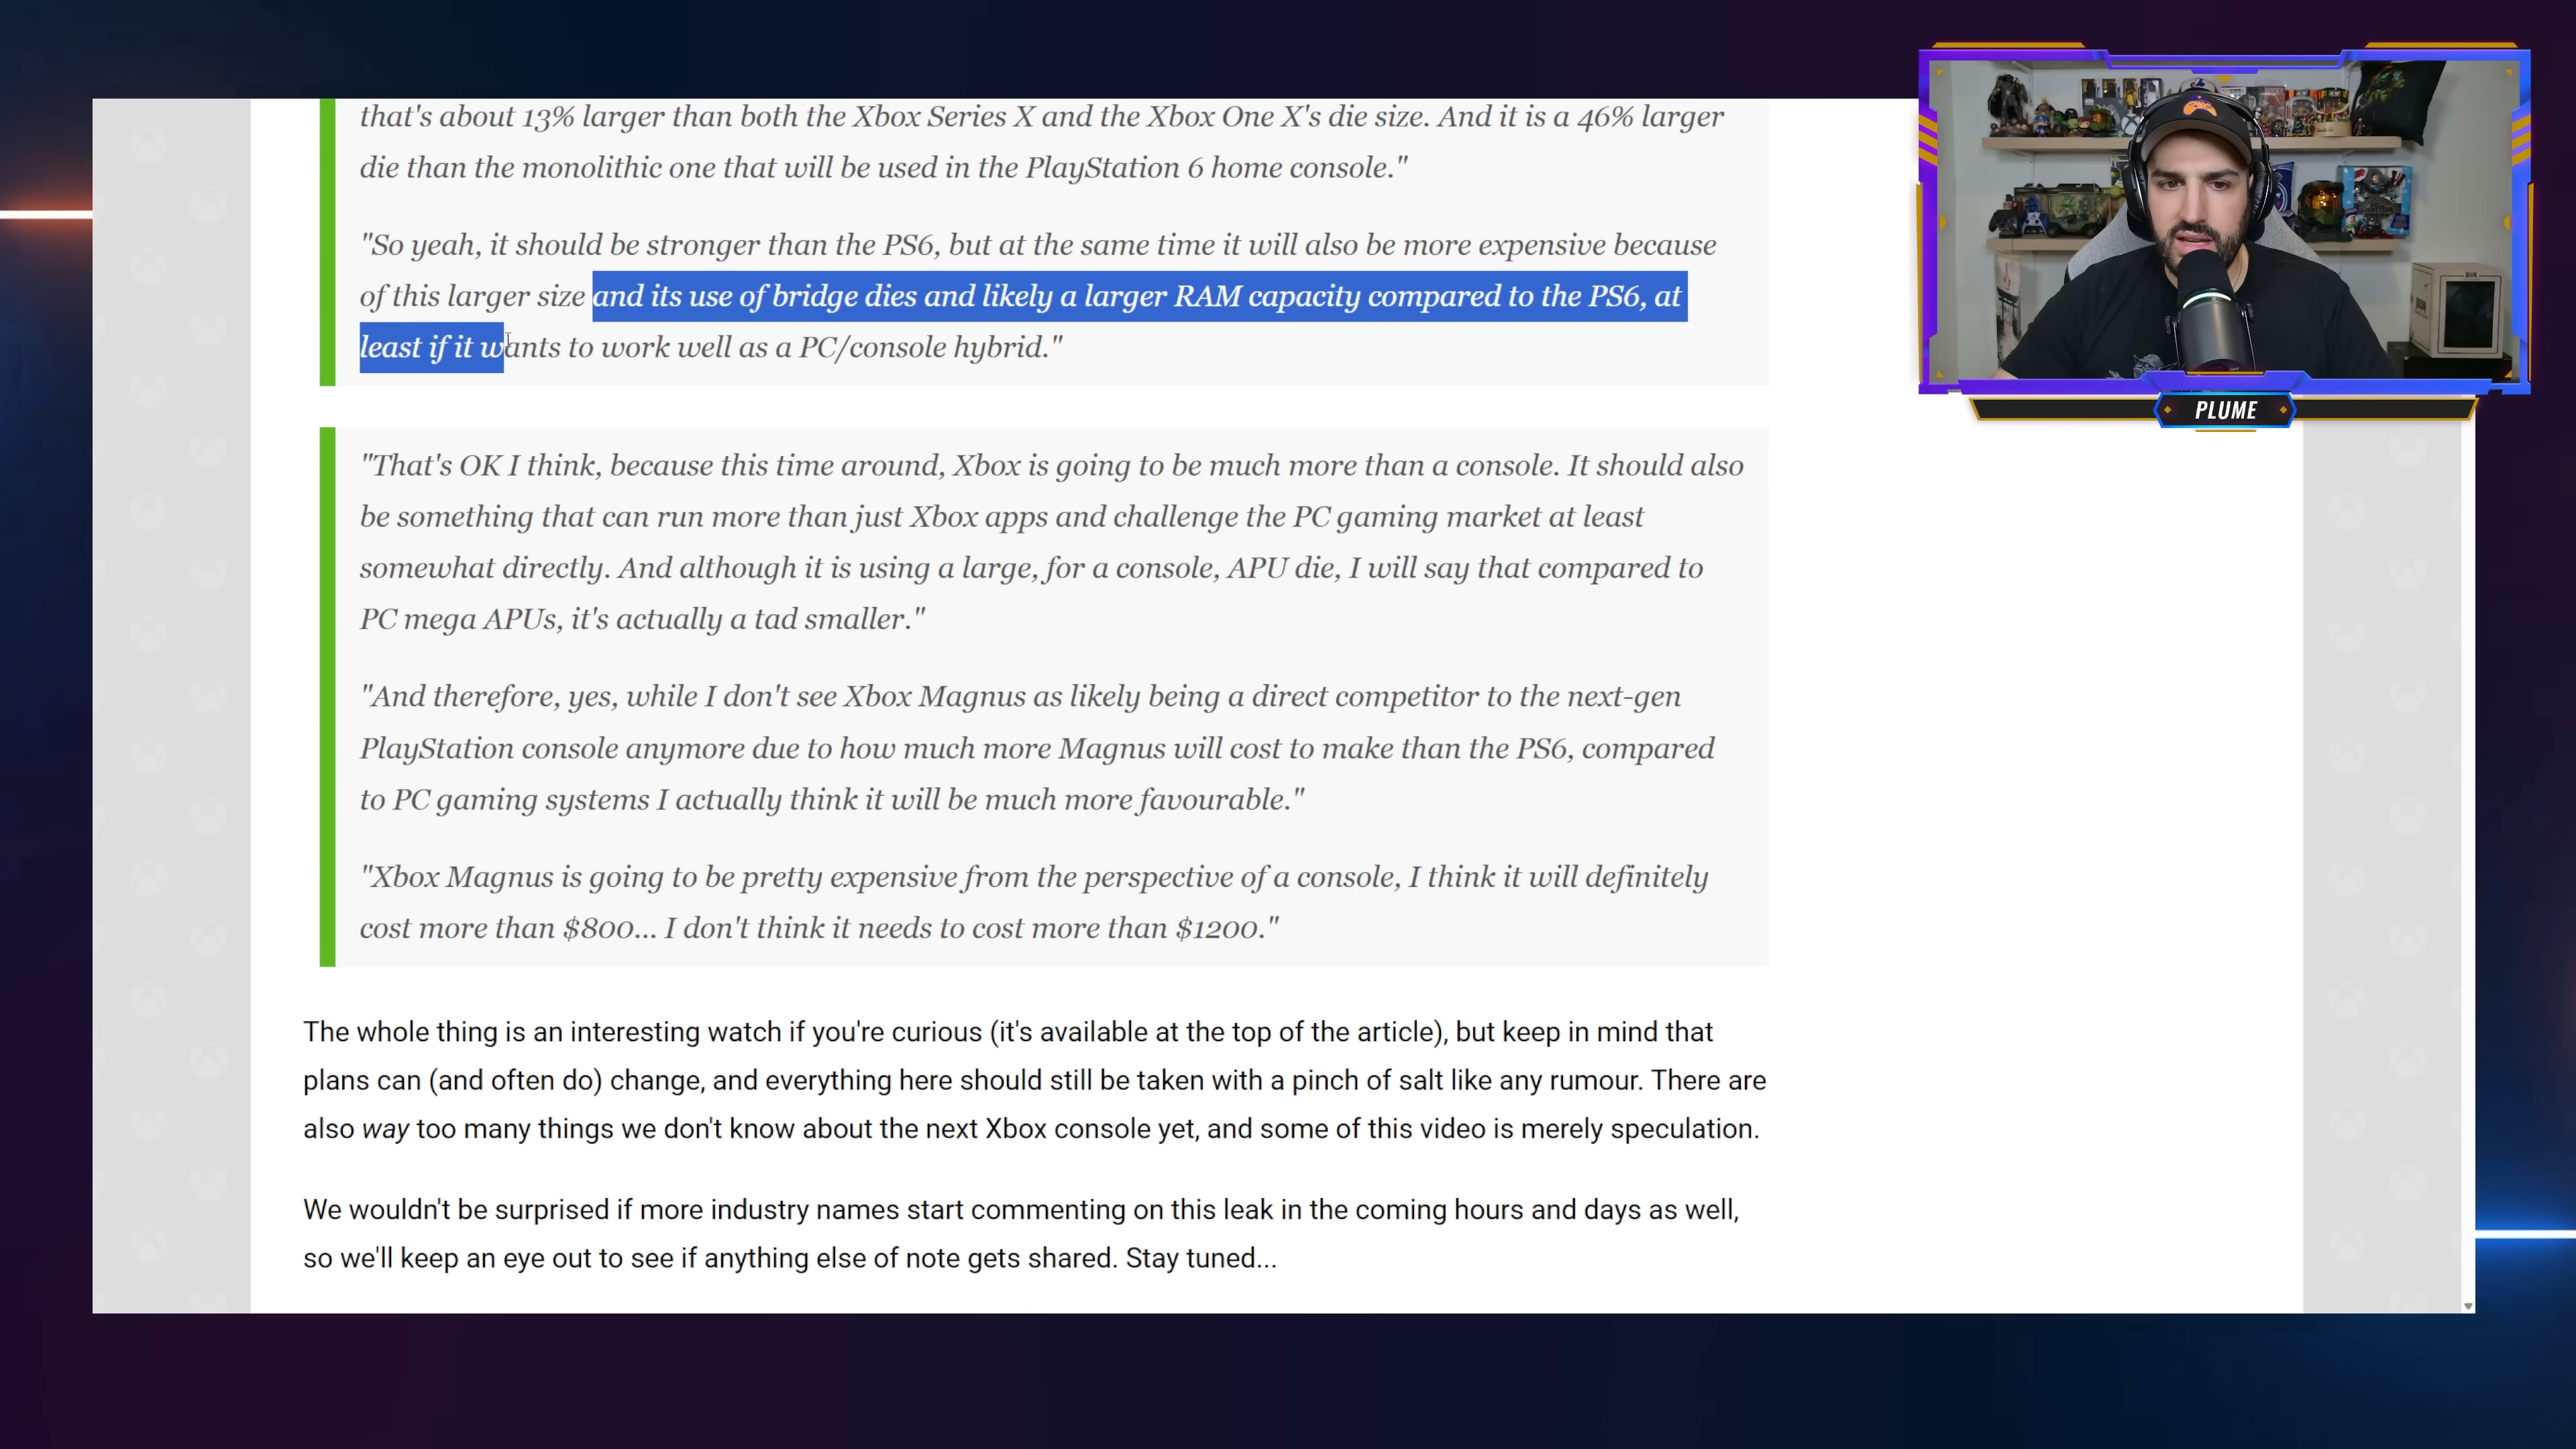 that's about 13% larger than both the Xbox Series X and the Xbox One X's die size. And it is a 46% larger
die than the monolithic one that will be used in the PlayStation 6 home console."
"So yeah, it should be stronger than the PS6, but at the same time it will also be more expensive because
of this larger size and its use of bridge dies and likely a larger RAM capacity compared to the PS6, at
least if it wants to work well as a PC/console hybrid."
PLUME
"That's OK I think, because this time around, Xbox is going to be much more than a console. It should also
be something that can run more than just Xbox apps and challenge the PC gaming market at least
somewhat directly. And although it is using a large, for a console, APU die, I will say that compared to
PC mega APUs, it's actually a tad smaller."
"And therefore, yes, while I don't see Xbox Magnus as likely being a direct competitor to the next-gen
PlayStation console anymore due to how much more Magnus will cost to make than the PS6, compared
to PC gaming systems I actually think it will be much more favourable."
"Xbox Magnus is going to be pretty expensive from the perspective of a console, I think it will definitely
cost more than $800... I don't think it needs to cost more than $1200."
The whole thing is an interesting watch if you're curious (it's available at the top of the article), but keep in mind that
plans can (and often do) change, and everything here should still be taken with a pinch of salt like any rumour. There are
also way too many things we don't know about the next Xbox console yet, and some of this video is merely speculation.
We wouldn't be surprised if more industry names start commenting on this leak in the coming hours and days as well,
so we'll keep an eye out to see if anything else of note gets shared. Stay tuned...